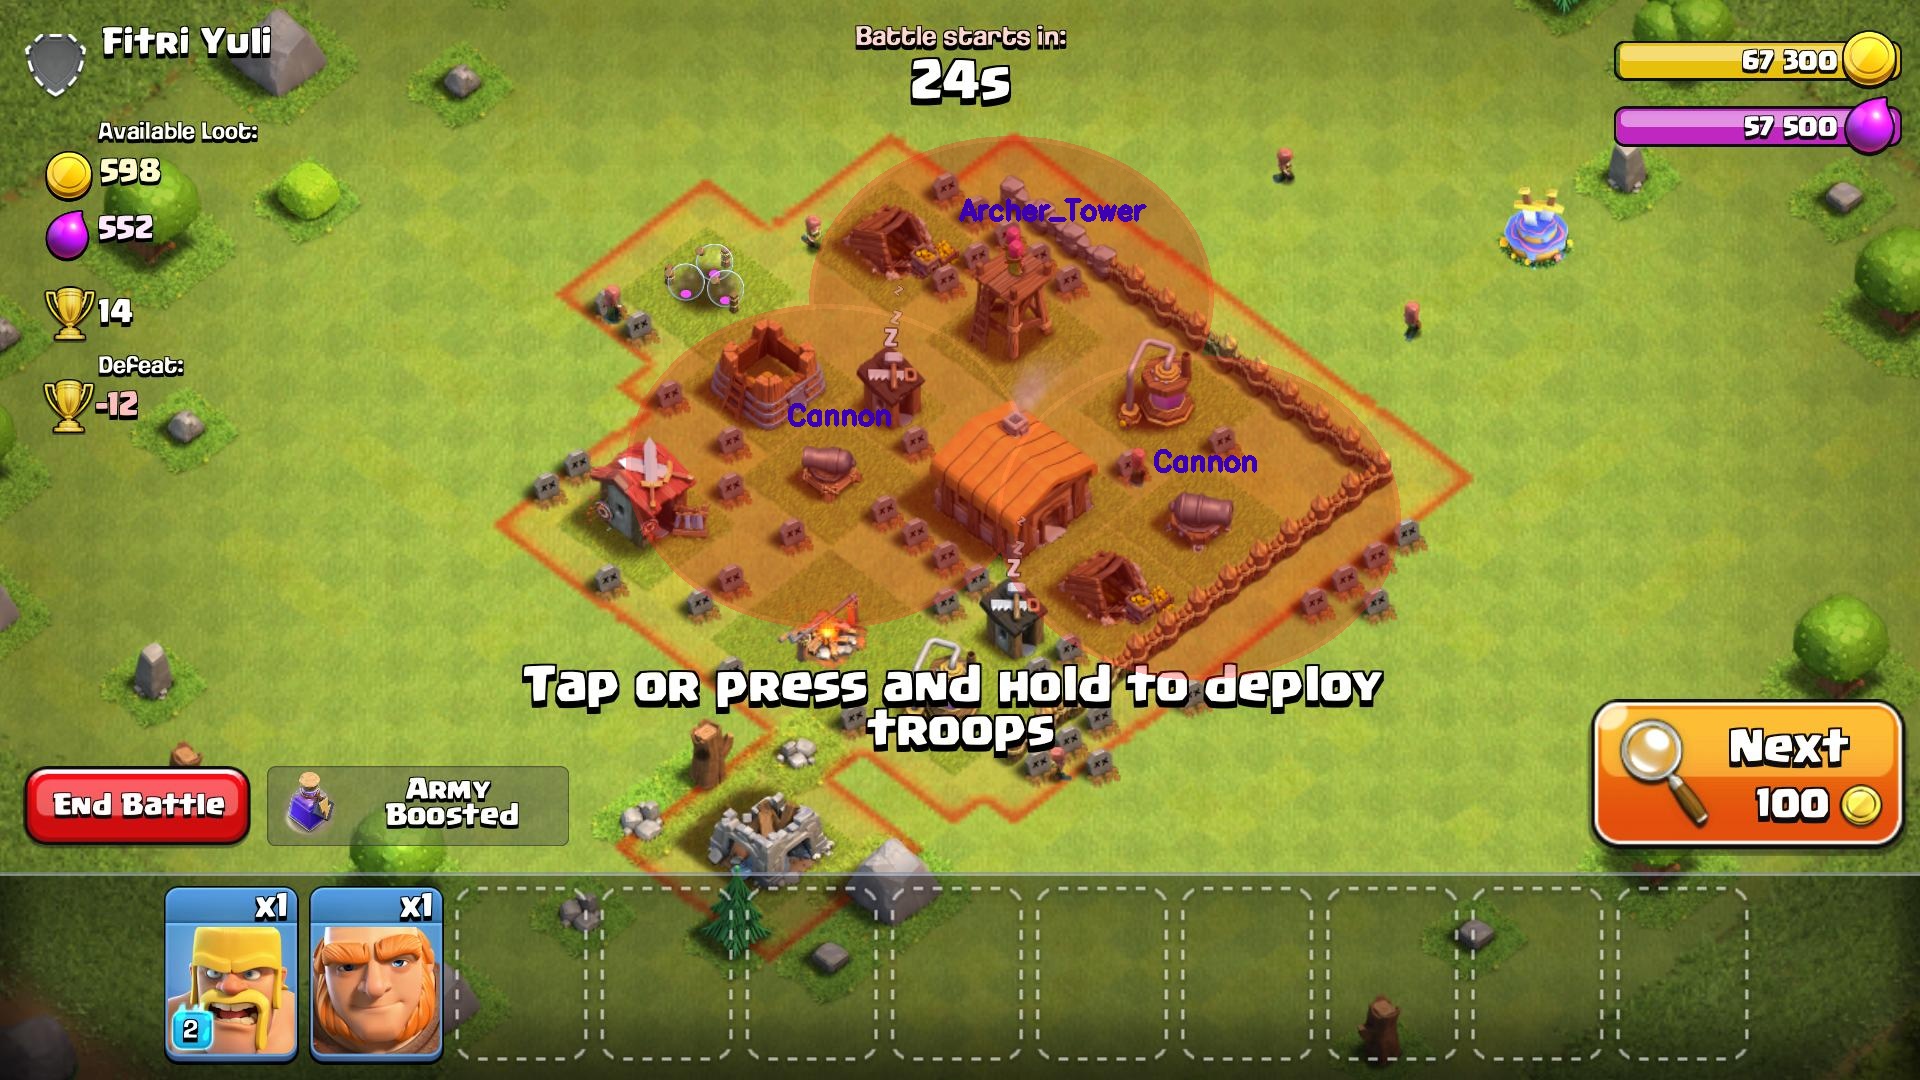 Fitri Yuli
Battle starts in:
24s
67 300
57 500
Available Loot:
598
552
14
Defeat:
-12
Archer_Tower
Cannon
Cannon
z
z
Z
z
z
Z
Tap or press and hold to deploy
troops
End Battle
Army
Boosted
Next
100
x1
x1
2